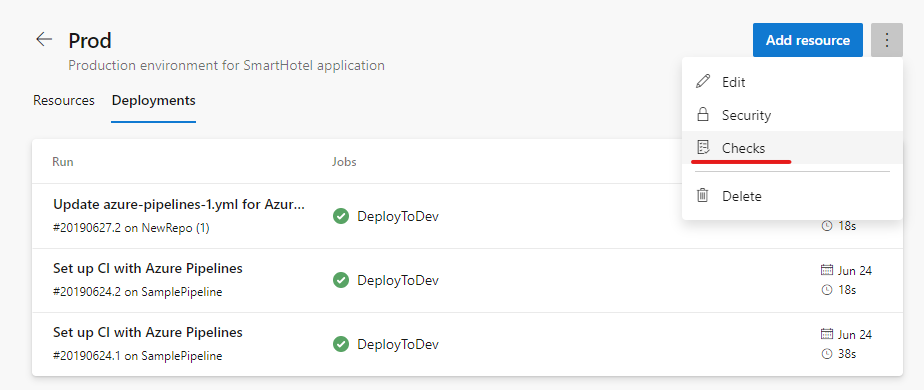 Prod
Add resource
Production environment for SmartHotel application
Edit
Resources
Deployments
Security
Checks
Delete
Run
Jobs
Update azure-pipelines-1.yml for Azur...
#20190627.2 on NewRepo (1)
DeployToDev
18s
Set up CI with Azure Pipelines
#20190624.2 on SamplePipeline
DeployToDev
Jun 24
18s
Set up CI with Azure Pipelines
#20190624.1 on SamplePipeline
DeployToDev
Jun 24
38s